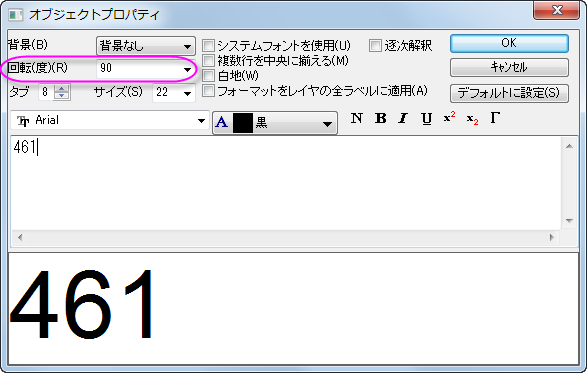 オブジェクトプロパティ
背景(B) 背景なし システムフォントを使用(U) 逐次解釈 OK
回転(度)(R) 90 複数行を中央に揃える(M) キャンセル
白地(W)
タブ 8 サイズ(S) 22 フォーマットをレイヤの全ラベルに適用(A) デフォルトに設定(S)
Arial A 黒 N B I U x² x₂ Γ
461
461